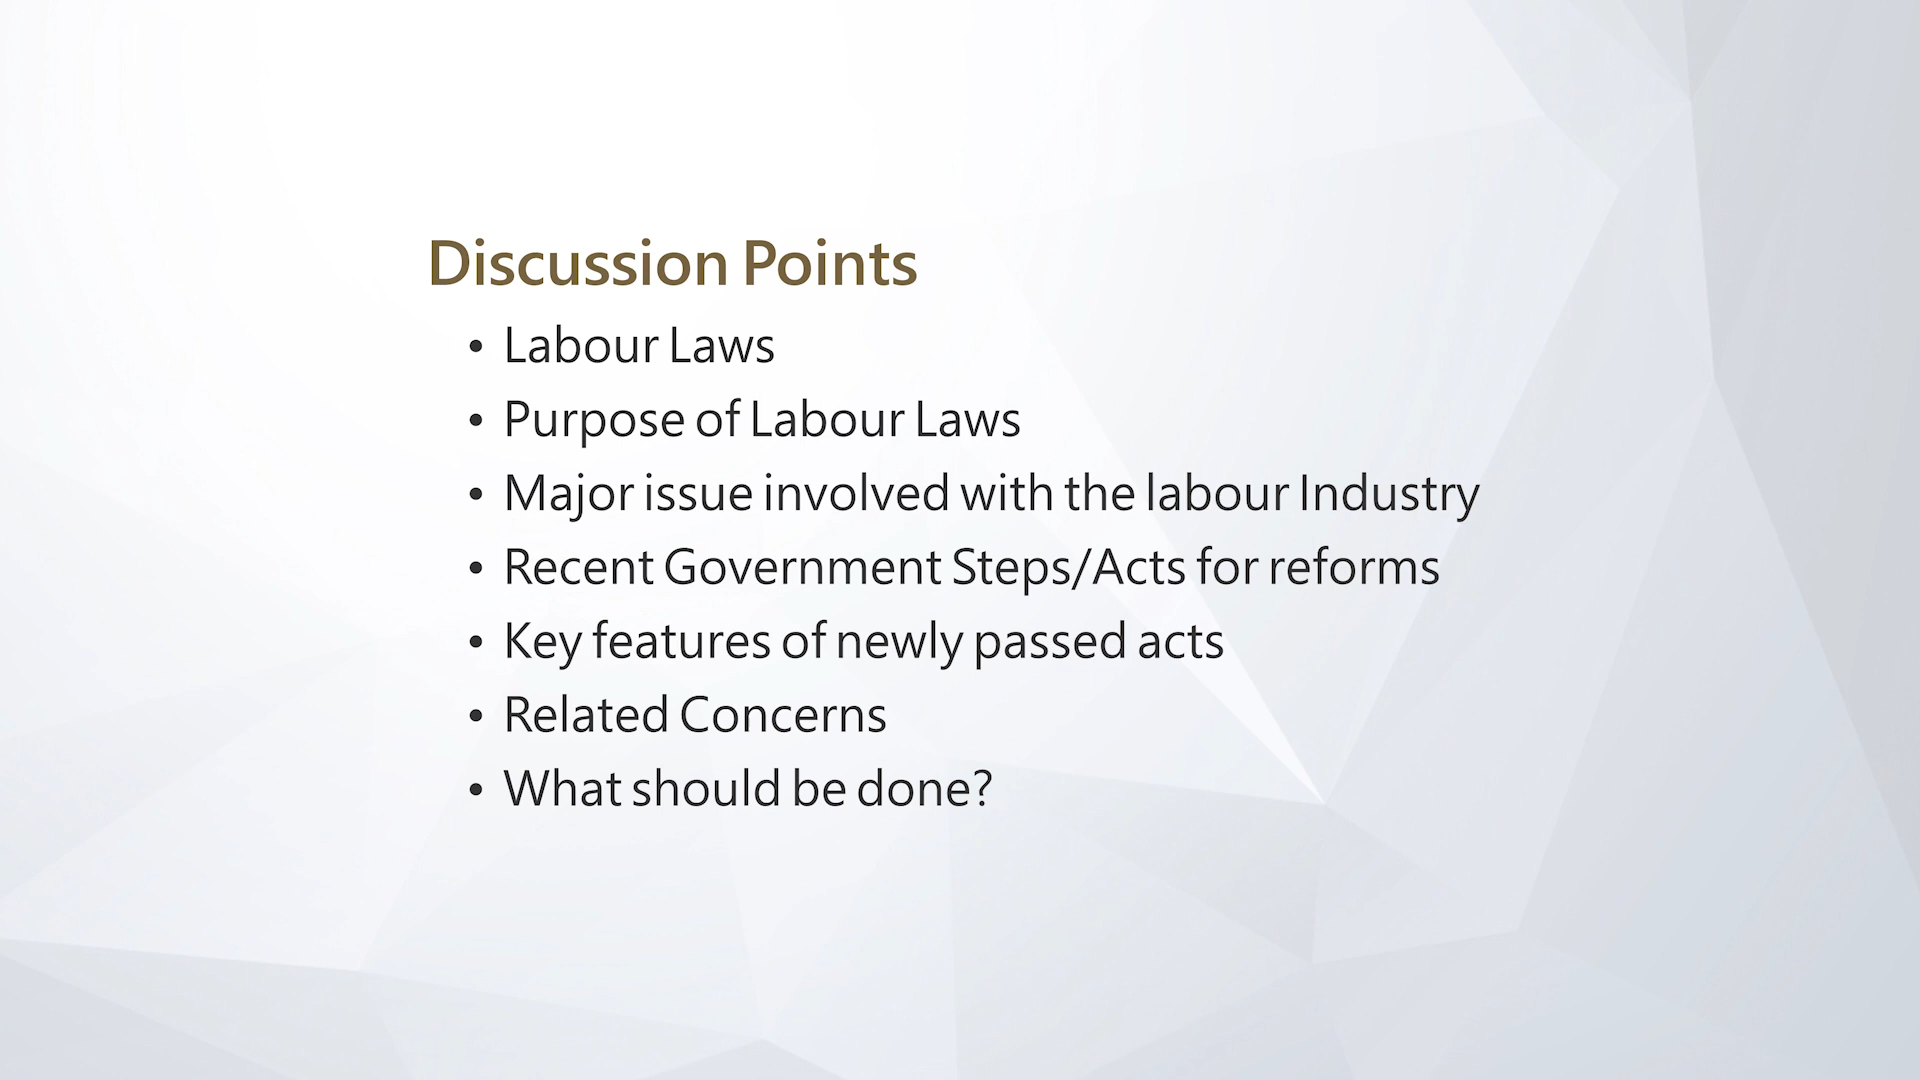 Discussion Points
• Labour Laws
• Purpose of Labour Laws
• Major issue involved with the labour Industry
• Recent Government Steps/Acts for reforms
• Key features of newly passed acts
• Related Concerns
• What should be done?